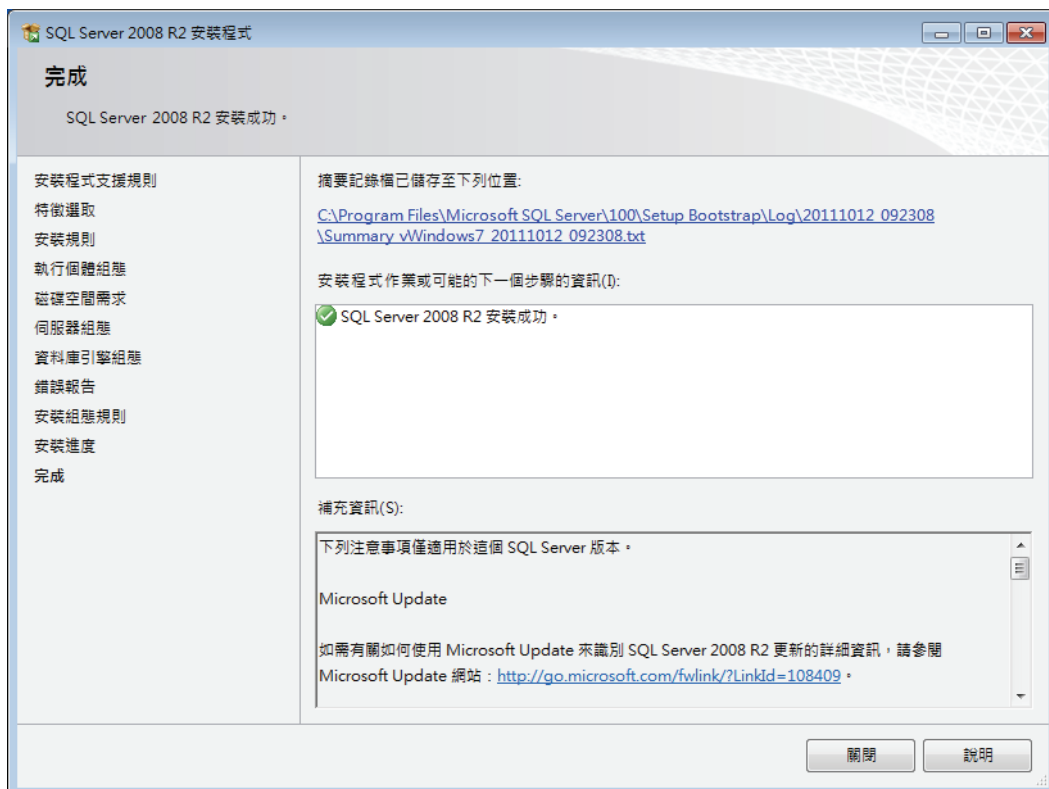 SQL Server 2008 R2 安裝程式
完成
SQL Server 2008 R2 安裝成功。
安裝程式支援規則
特徵選取
安裝規則
執行個體組態
磁碟空間需求
伺服器組態
資料庫引擎組態
錯誤報告
安裝組態規則
安裝進度
完成
摘要記錄檔已儲存至下列位置:
C:\Program Files\Microsoft SQL Server\100\Setup Bootstrap\Log\20111012_092308
\Summary_vWindows7_20111012_092308.txt
安裝程式作業或可能的下一個步驟的資訊(I):
SQL Server 2008 R2 安裝成功。
補充資訊(S):
下列注意事項僅適用於這個 SQL Server 版本。
Microsoft Update
如需有關如何使用 Microsoft Update 來識別 SQL Server 2008 R2 更新的詳細資訊，請參閱
Microsoft Update 網站：http://go.microsoft.com/fwlink/?LinkId=108409。
關閉
說明